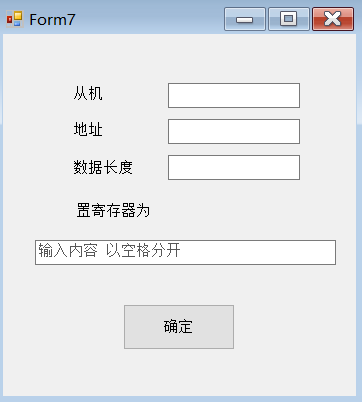 Form7
从机
地址
数据长度
置寄存器为
输入内容 以空格分开
确定